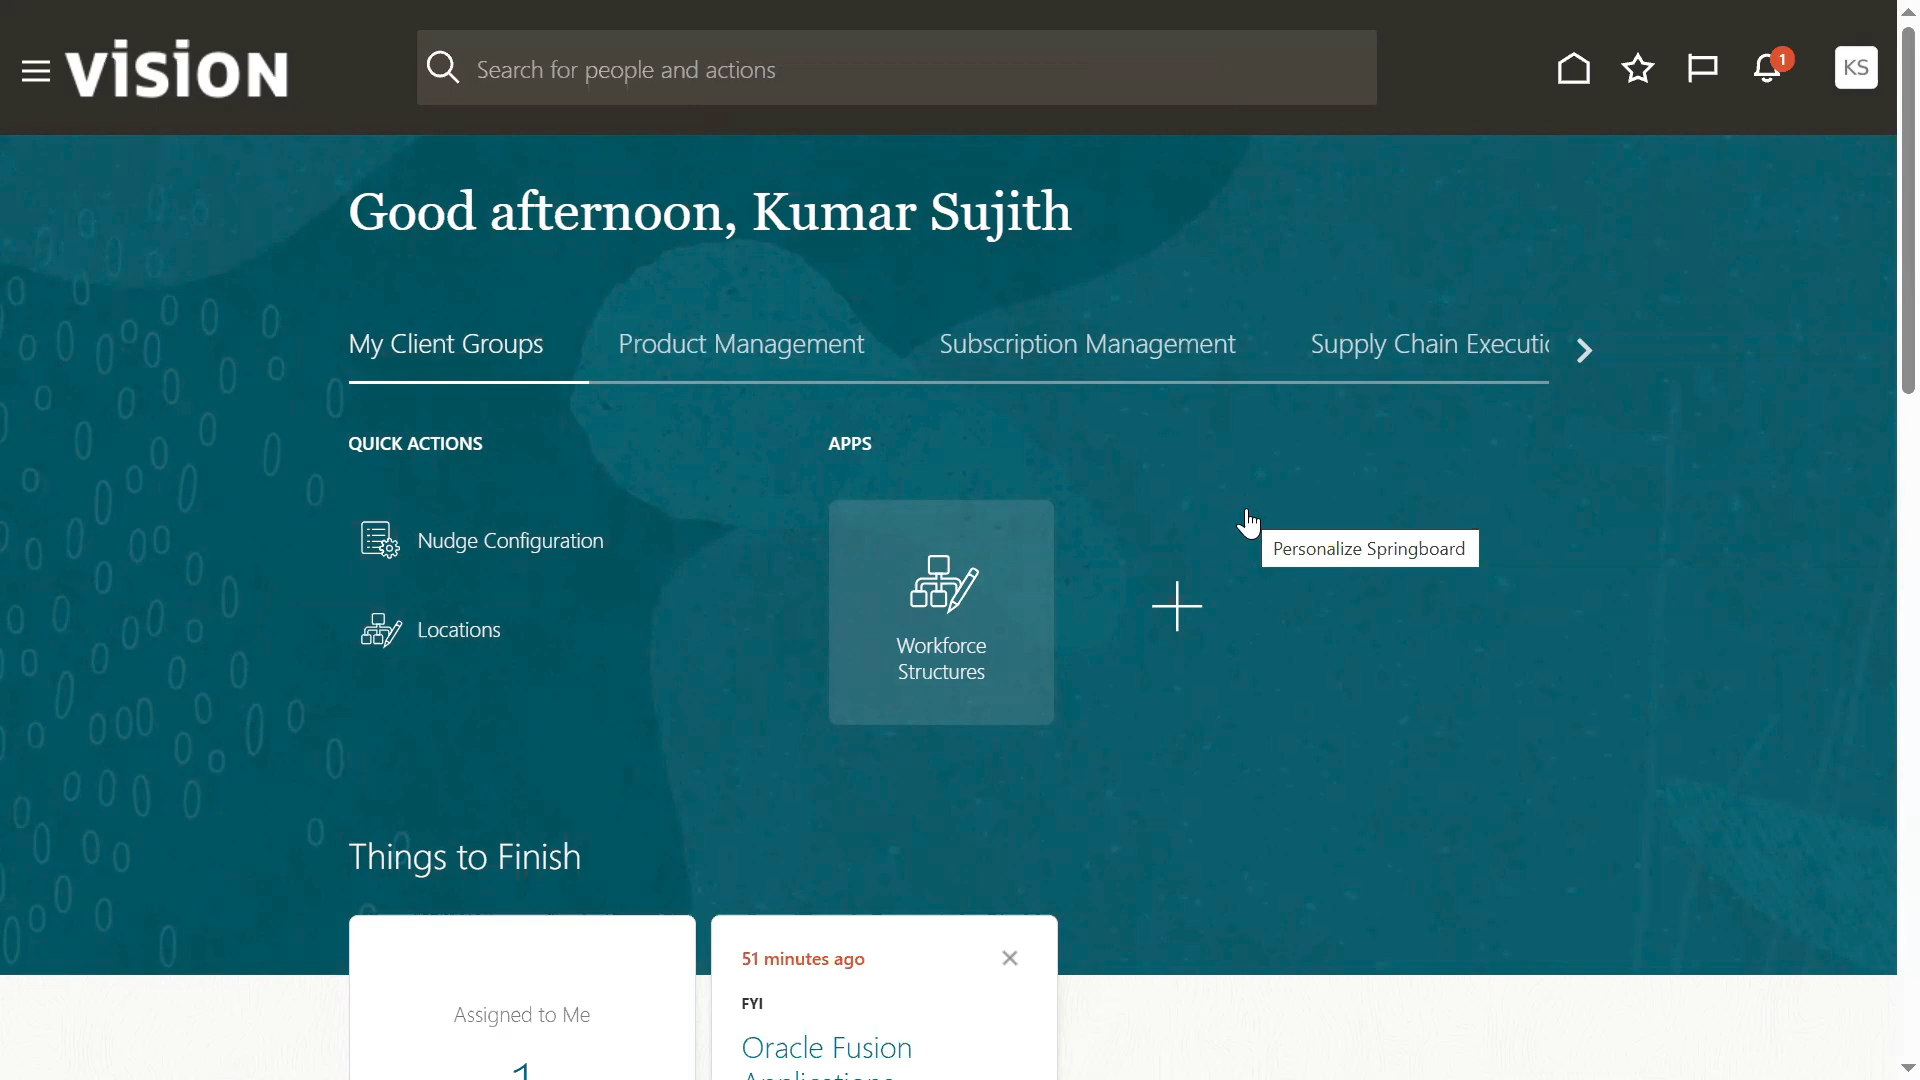 vision
Search for people and actions
1
KS
Good afternoon, Kumar Sujith
My Client Groups
Product Management
Subscription Management
Supply Chain Executi
QUICK ACTIONS
APPS
Nudge Configuration
Personalize Springboard
Locations
Workforce
Structures
Things to Finish
51 minutes ago
FYI
Assigned to Me
Oracle Fusion
1